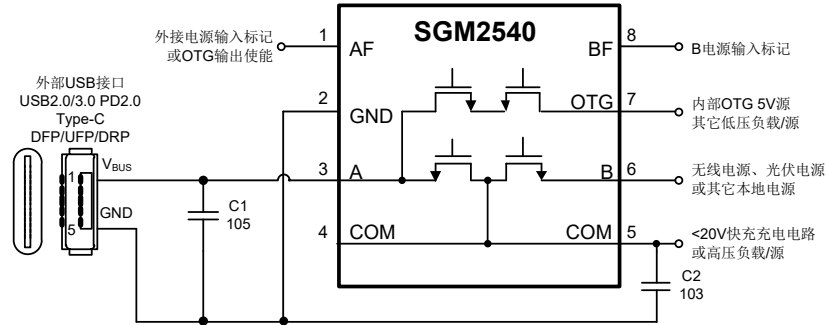 SGM2540
外接电源输入标记
或OTG输出使能
1
AF
BF
8
B电源输入标记
外部USB接口
USB2.0/3.0 PD2.0
Type-C
DFP/UFP/DRP
2
GND
OTG
7
内部OTG 5V源
其它低压负载/源
VBUS
1
3
A
B
6
无线电源、光伏电源
或其它本地电源
GND
5
C1
105
4
COM
COM
5
<20V快充充电电路
或高压负载/源
C2
103